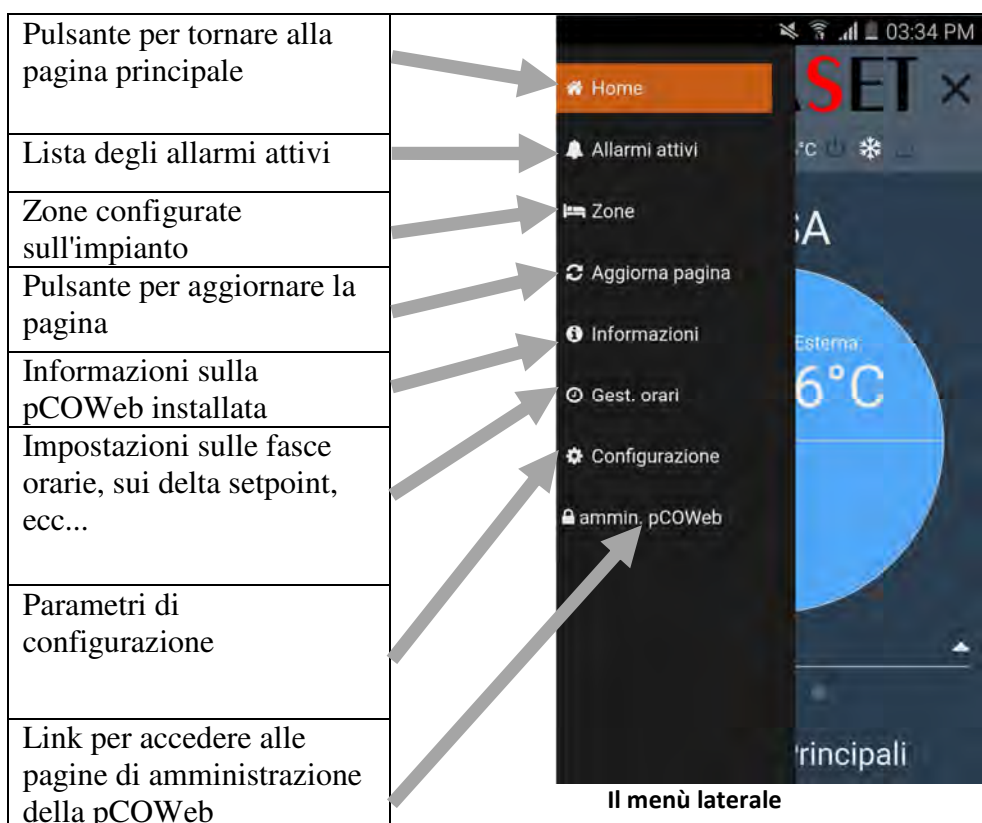 Pulsante per tornare alla
pagina principale
Lista degli allarmi attivi
Zone configurate
sull'impianto
Pulsante per aggiornare la
pagina
Informazioni sulla
pCOWeb installata
Impostazioni sulle fasce
orarie, sui delta setpoint,
ecc...
Parametri di
configurazione
Link per accedere alle
pagine di amministrazione
della pCOWeb
03:34 PM
SET
Home
Allarmi attivi
°C
Zone
SA
Aggiorna pagina
Informazioni
Esterna
6°C
Gest. orari
Configurazione
ammin. pCOWeb
rincipali
Il menù laterale